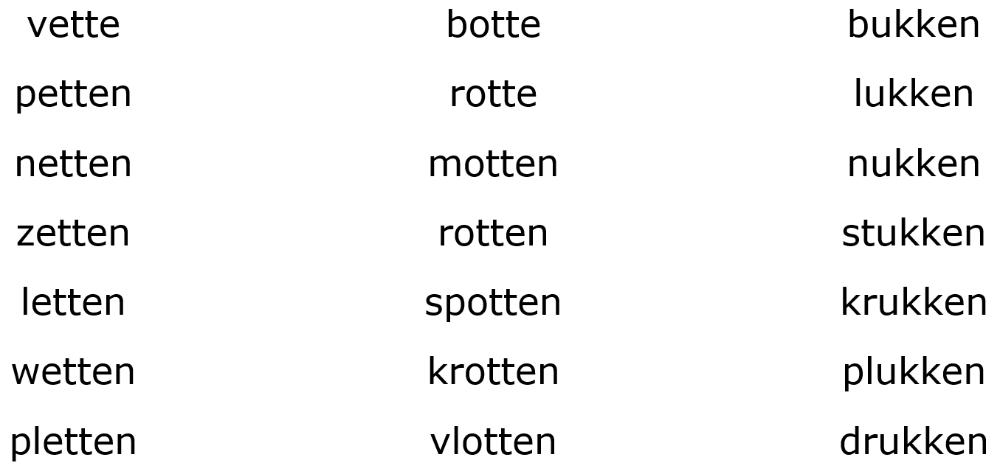 vette botte bukken
petten rotte lukken
netten motten nukken
zetten rotten stukken
letten spotten krukken
wetten krotten plukken
pletten vlotten drukken